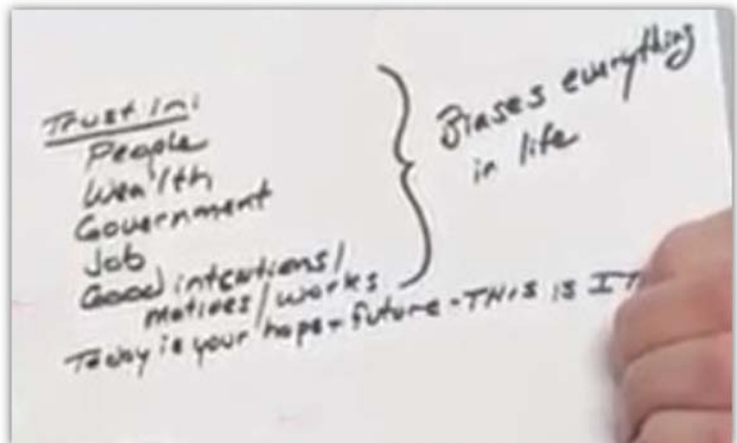 Trust in:
People
Wealth
Government
Job
Good intentions/
motives/works
Biases everything
in life
Today is your hope + future - THIS IS IT